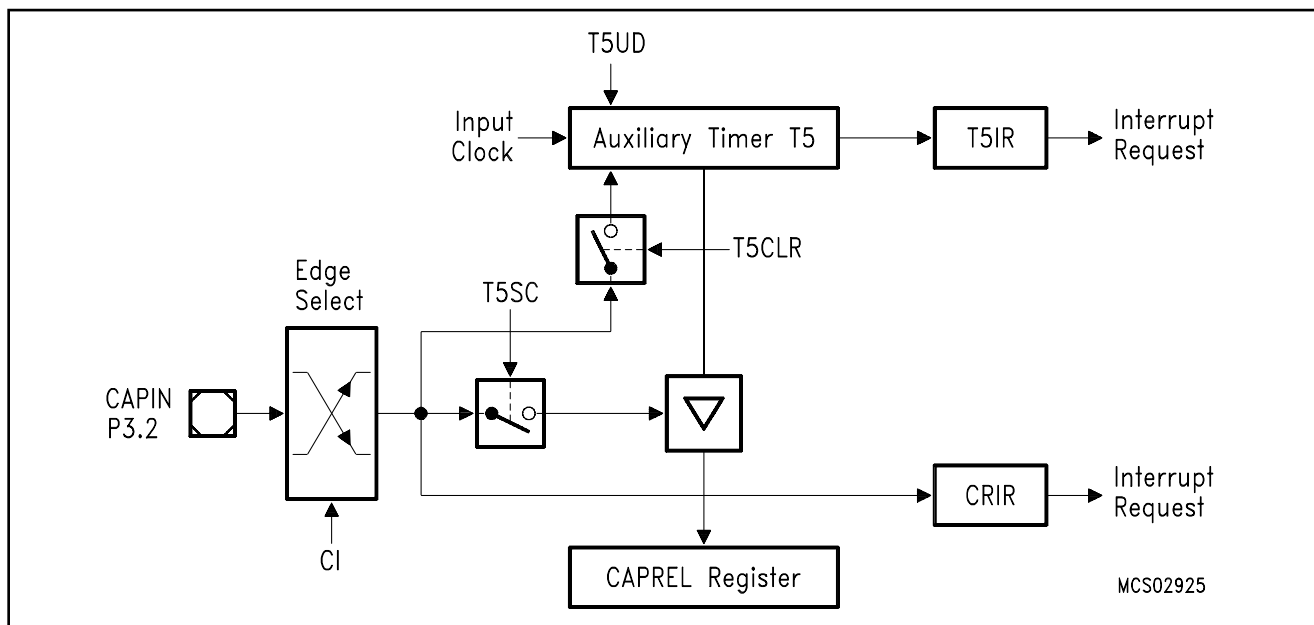 T5UD
Input
Clock
Auxiliary Timer T5
T5IR
Interrupt
Request
T5CLR
Edge
Select
T5SC
CAPIN
P3.2
CRIR
Interrupt
Request
CI
CAPREL Register
MCS02925